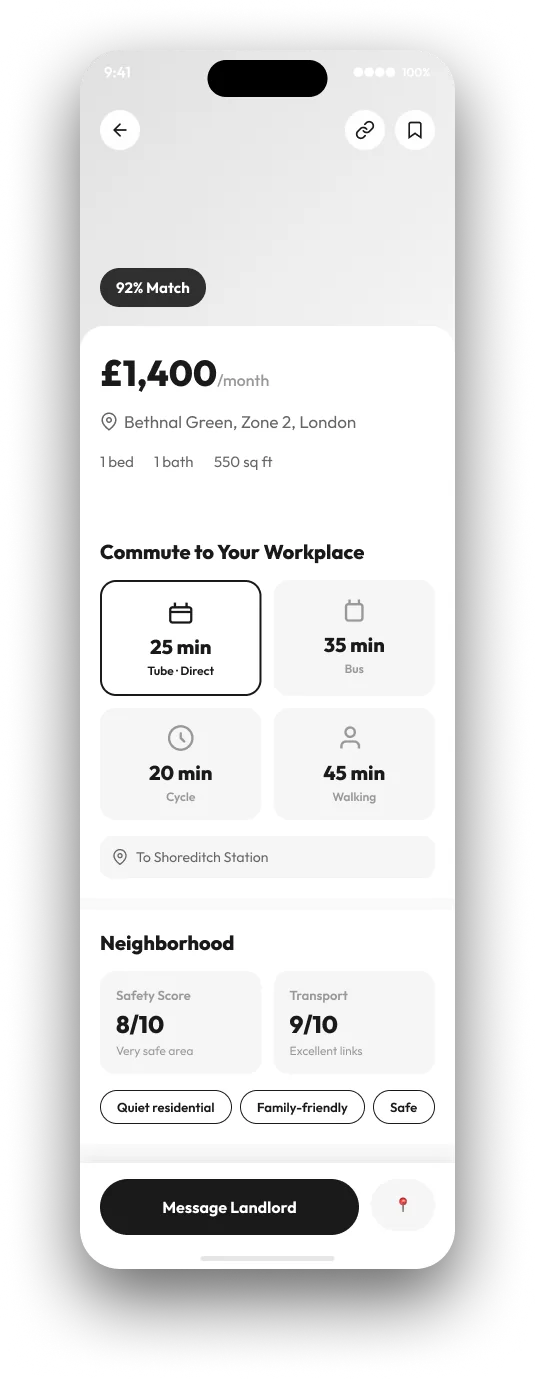 9:41
100%
92% Match
£1,400/month
Bethnal Green, Zone 2, London
1 bed 1 bath 550 sq ft
Commute to Your Workplace
25 min
Tube · Direct
35 min
Bus
20 min
Cycle
45 min
Walking
To Shoreditch Station
Neighborhood
Safety Score
8/10
Very safe area
Transport
9/10
Excellent links
Quiet residential
Family-friendly
Safe
Message Landlord